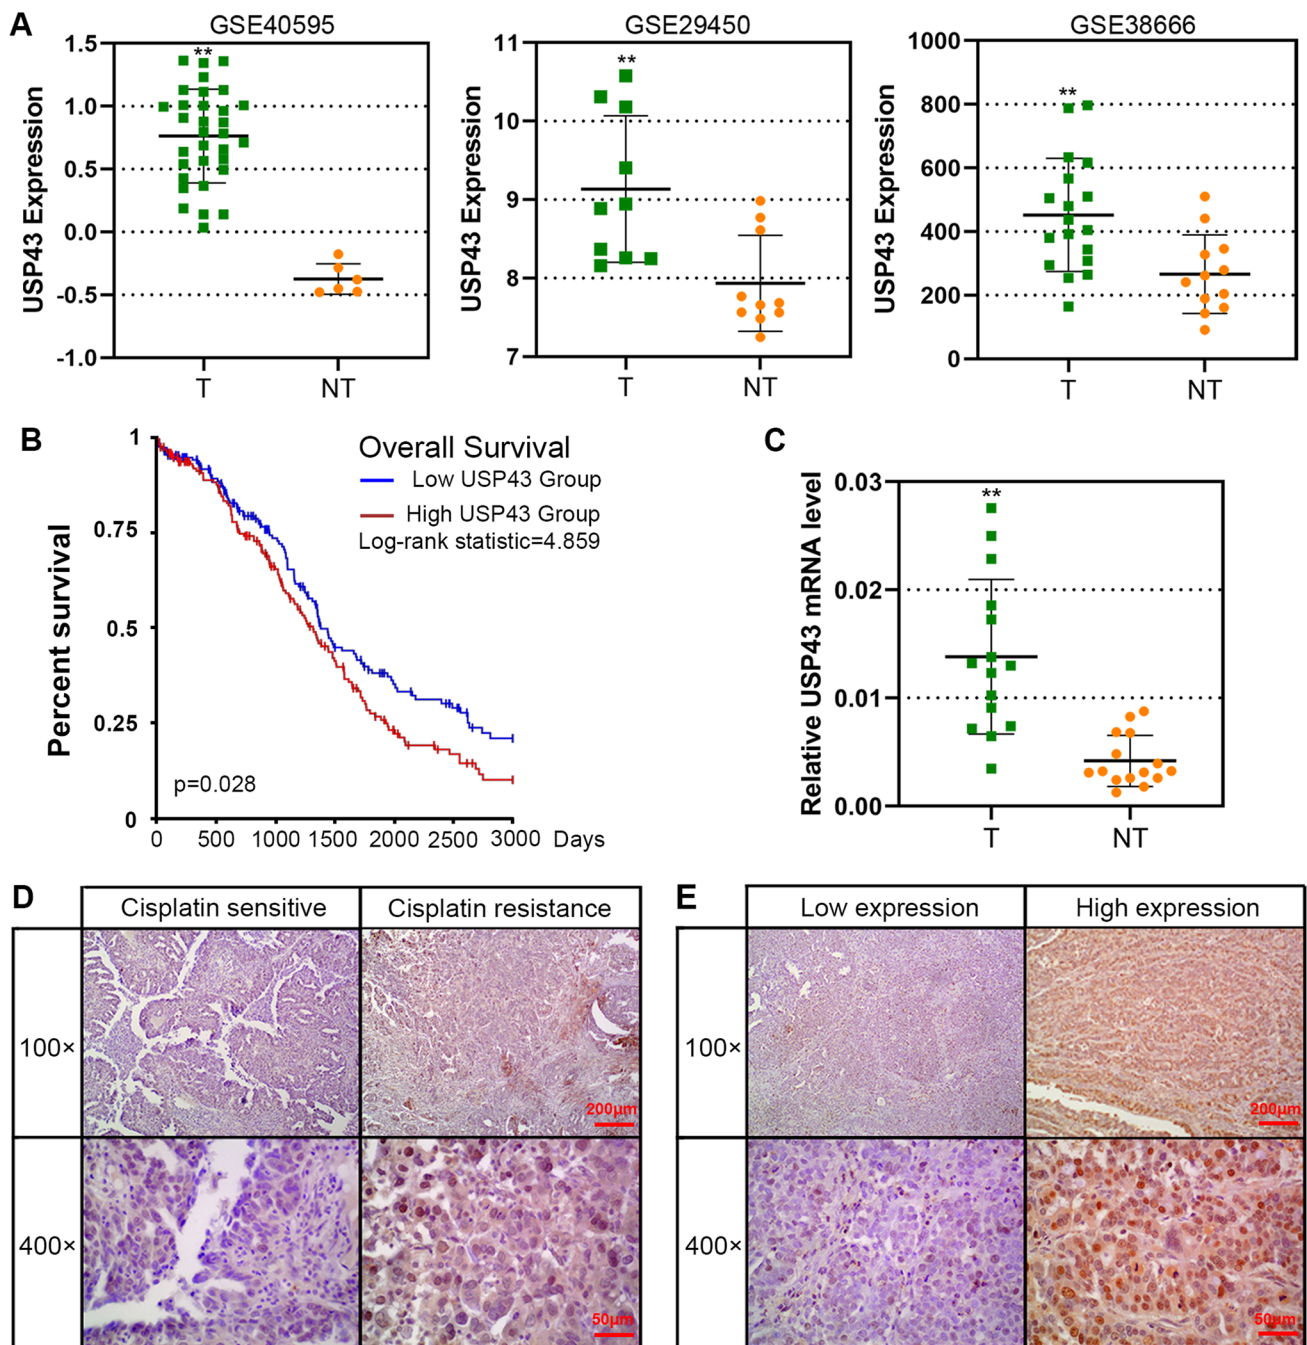 A
GSE40595
GSE29450
GSE38666
USP43 Expression
1.5
1.0
0.5
0.0
-0.5
-1.0
**
T
NT
USP43 Expression
11
10
9
8
7
**
T
NT
USP43 Expression
1000
800
600
400
200
0
**
T
NT
B
Percent survival
1
0.75
0.5
0.25
0
Overall Survival
Low USP43 Group
High USP43 Group
Log-rank statistic=4.859
p=0.028
0 500 1000 1500 2000 2500 3000 Days
C
Relative USP43 mRNA level
0.03
0.02
0.01
0.00
**
T
NT
D
Cisplatin sensitive
Cisplatin resistance
100×
200μm
400×
50μm
E
Low expression
High expression
100×
200μm
400×
50μm